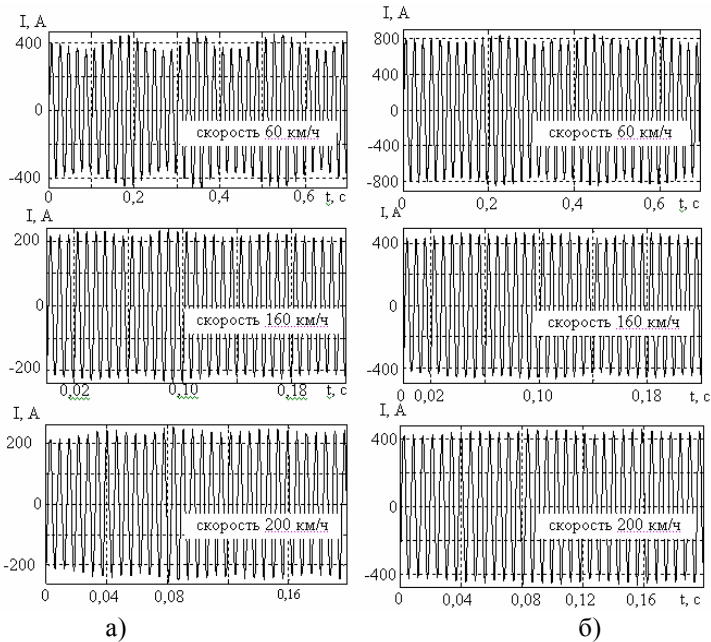 I, А
400
0
-400
скорость 60 км/ч
0
0,2
0,4
0,6
t, с
I, А
200
0
-200
скорость 160 км/ч
0,02
0,10
0,18
t, с
I, А
200
0
-200
скорость 200 км/ч
0
0,04
0,08
0,16
а)
I, А
800
400
0
-400
-800
скорость 60 км/ч
0
0,2
0,4
0,6
t, с
I, А
400
0
-400
скорость 160 км/ч
0
0,02
0,10
0,18
t, с
I, А
400
0
-400
скорость 200 км/ч
0
0,04
0,08
0,12
0,16
t, с
б)